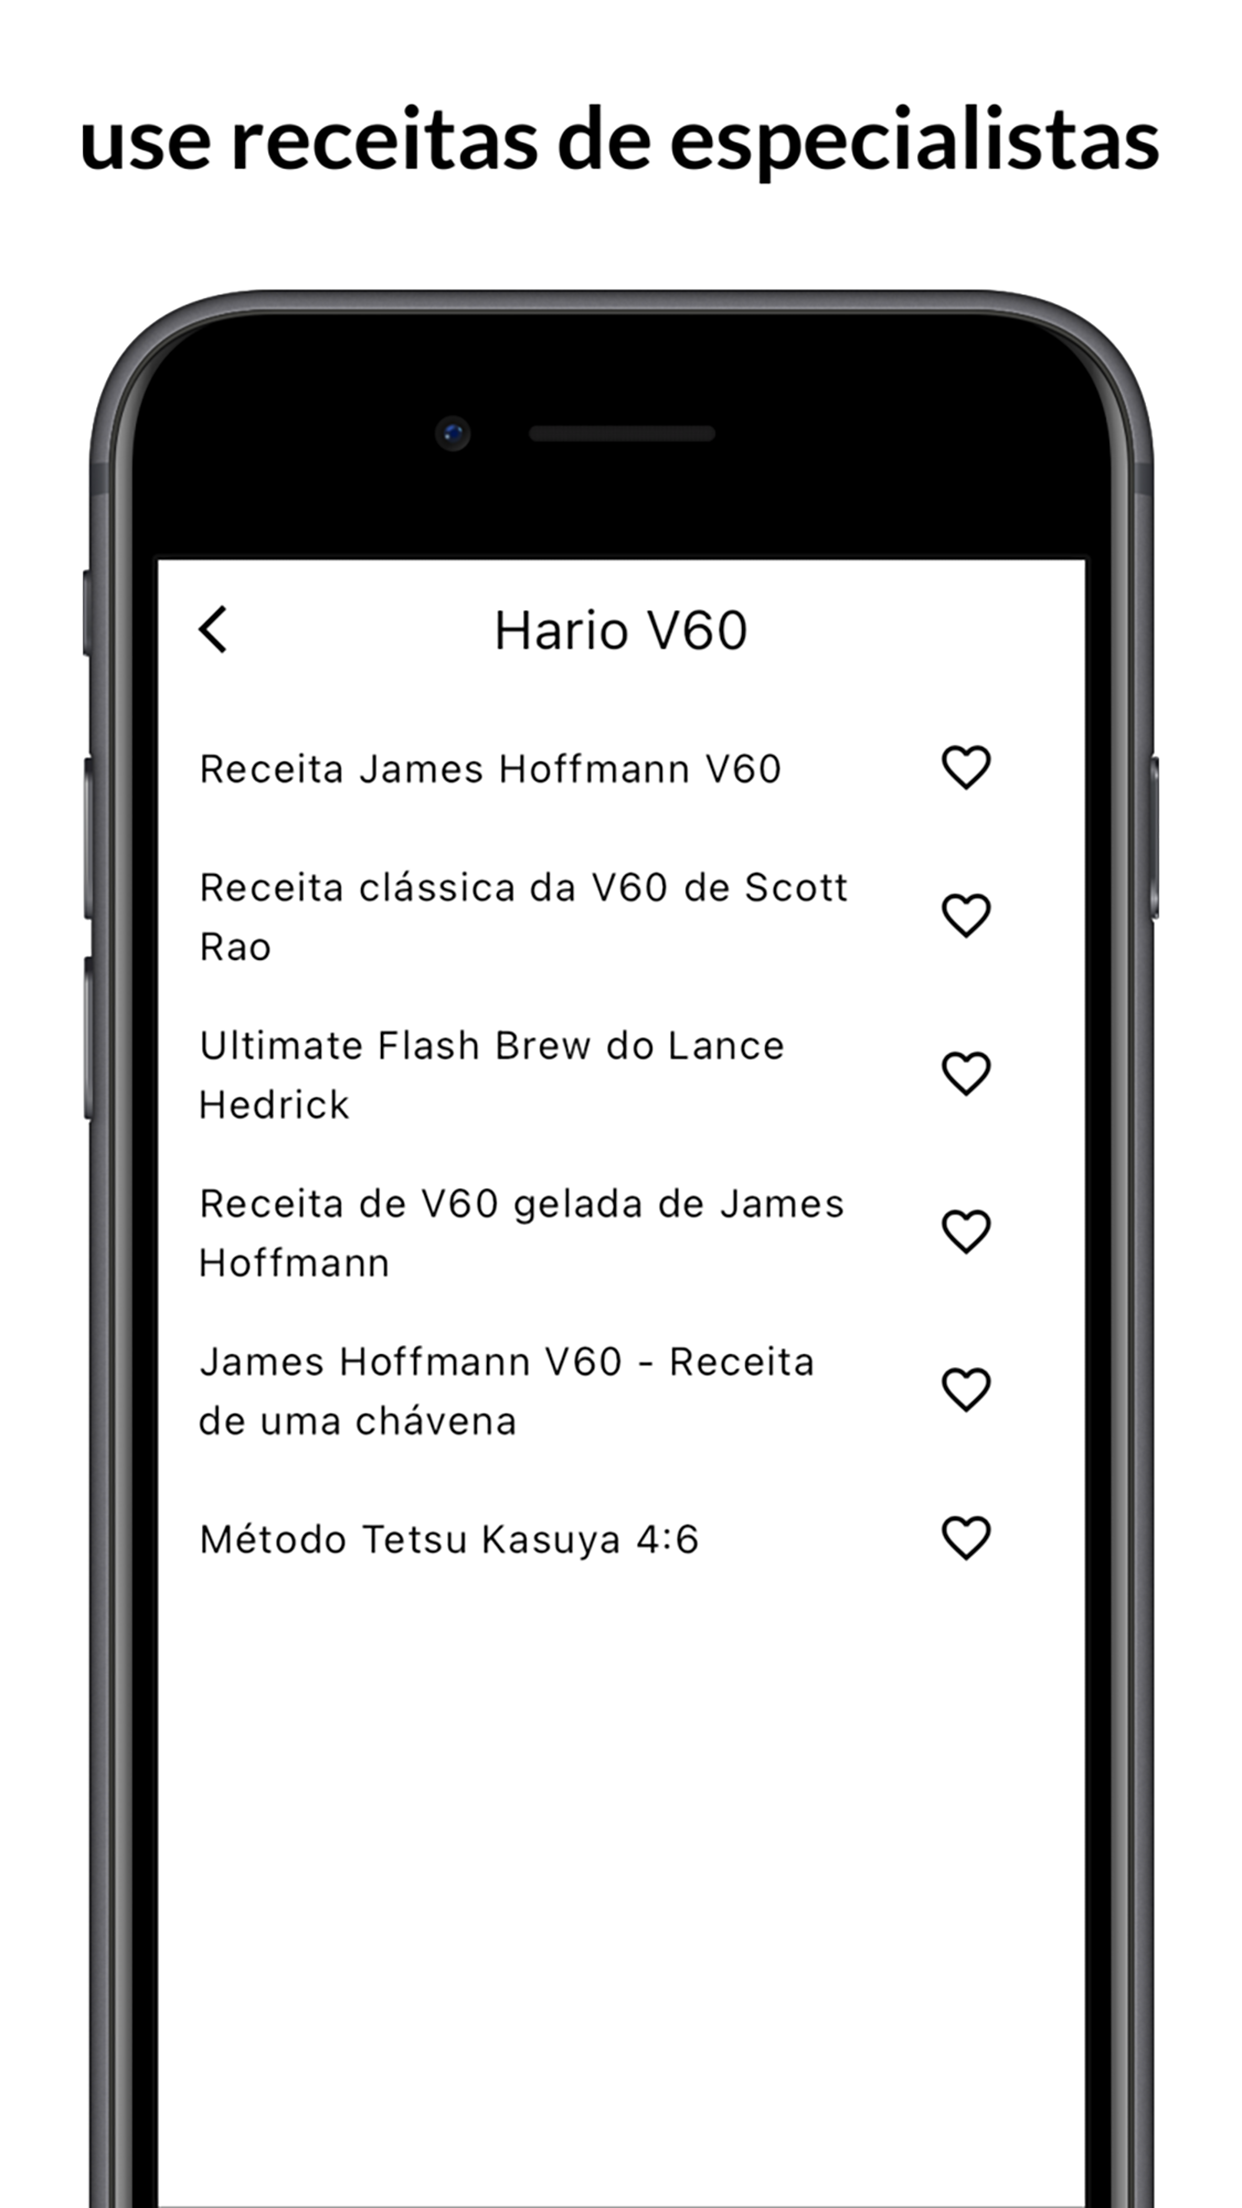 use receitas de especialistas
Hario V60
Receita James Hoffmann V60
Receita clássica da V60 de Scott
Rao
Ultimate Flash Brew do Lance
Hedrick
Receita de V60 gelada de James
Hoffmann
James Hoffmann V60 - Receita
de uma chávena
Método Tetsu Kasuya 4:6